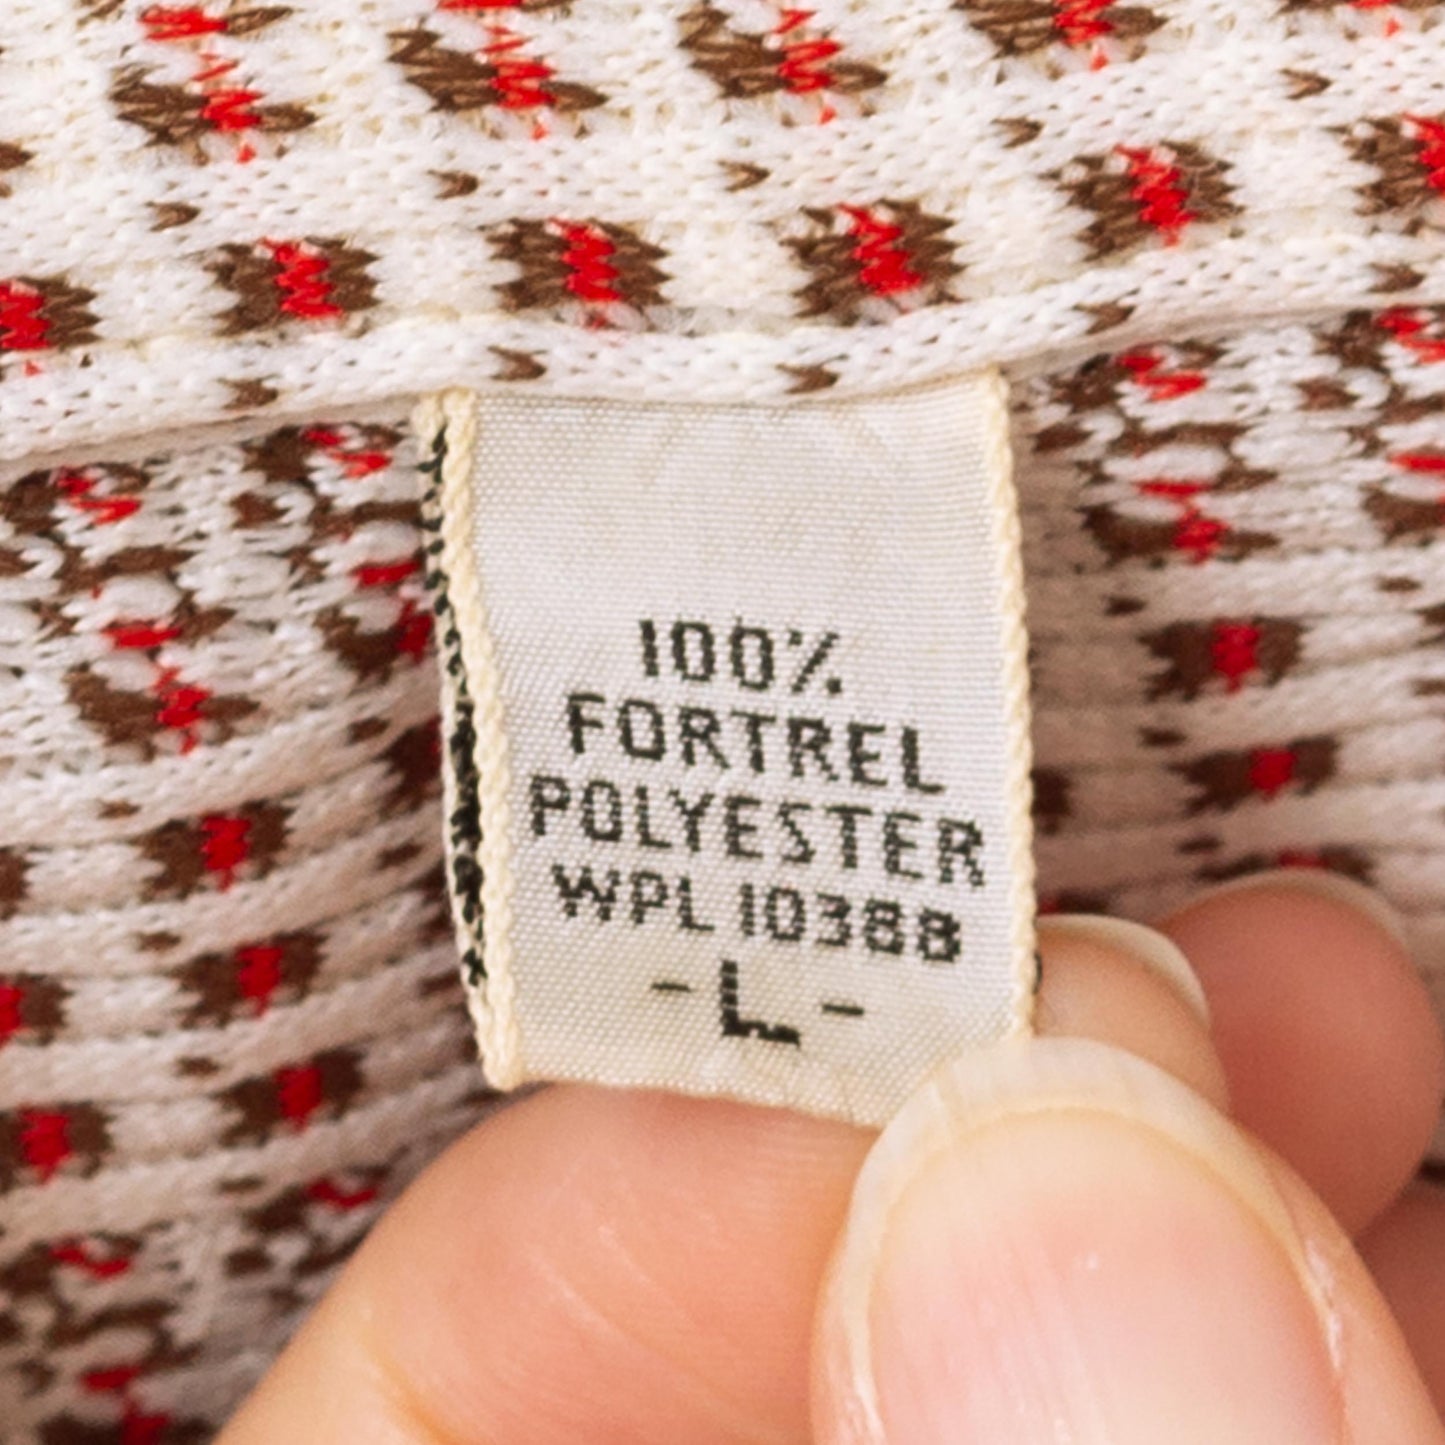 100%
FORTREL
POLYESTER
WPL 10388
- L -